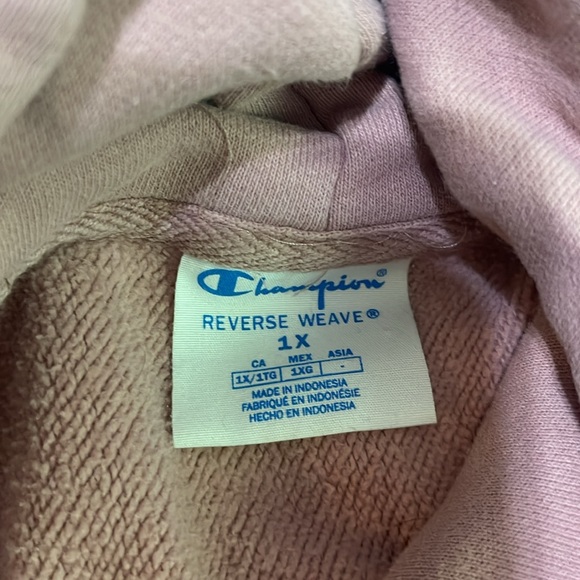 Champion®
REVERSE WEAVE®
1X
CA MEX ASIA
1X/1TG 1XG -
MADE IN INDONESIA
FABRIQUÉ EN INDONÉSIE
HECHO EN INDONESIA